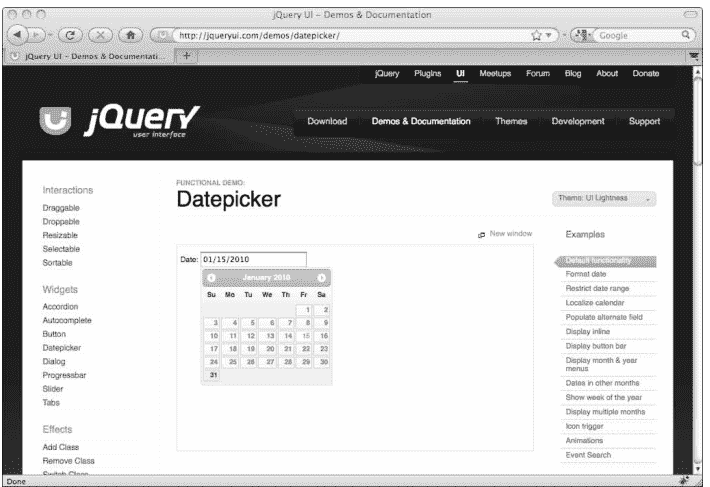 jQuery UI - Demos & Documentation
http://jqueryui.com/demos/datepicker/
Google
jQuery UI - Demos & Documentati...
jQuery Plugins UI Meetups Forum Blog About Donate
jQuery
user interface
Download Demos & Documentation Themes Development Support
Interactions
Draggable
Droppable
Resizable
Selectable
Sortable
Widgets
Accordion
Autocomplete
Button
Datepicker
Dialog
Progressbar
Slider
Tabs
Effects
Add Class
Remove Class
Switch Class
FUNCTIONAL DEMO:
Datepicker
Theme: UI Lightness
New window
Date: 01/15/2010
January 2010
Su Mo Tu We Th Fr Sa
1 2
3 4 5 6 7 8 9
10 11 12 13 14 15 16
17 18 19 20 21 22 23
24 25 26 27 28 29 30
31
Examples
Default functionality
Format date
Restrict date range
Localize calendar
Populate alternate field
Display inline
Display button bar
Display month & year
menus
Dates in other months
Show week of the year
Display multiple months
Icon trigger
Animations
Event Search
Done